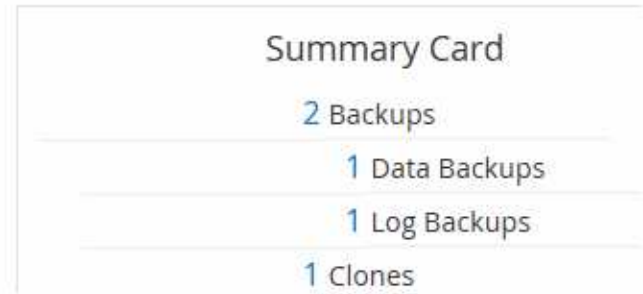 Summary Card
2 Backups
1 Data Backups
1 Log Backups
1 Clones